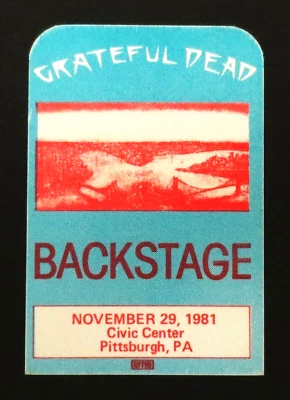 GRATEFUL DEAD
BACKSTAGE
NOVEMBER 29, 1981
Civic Center
Pittsburgh, PA